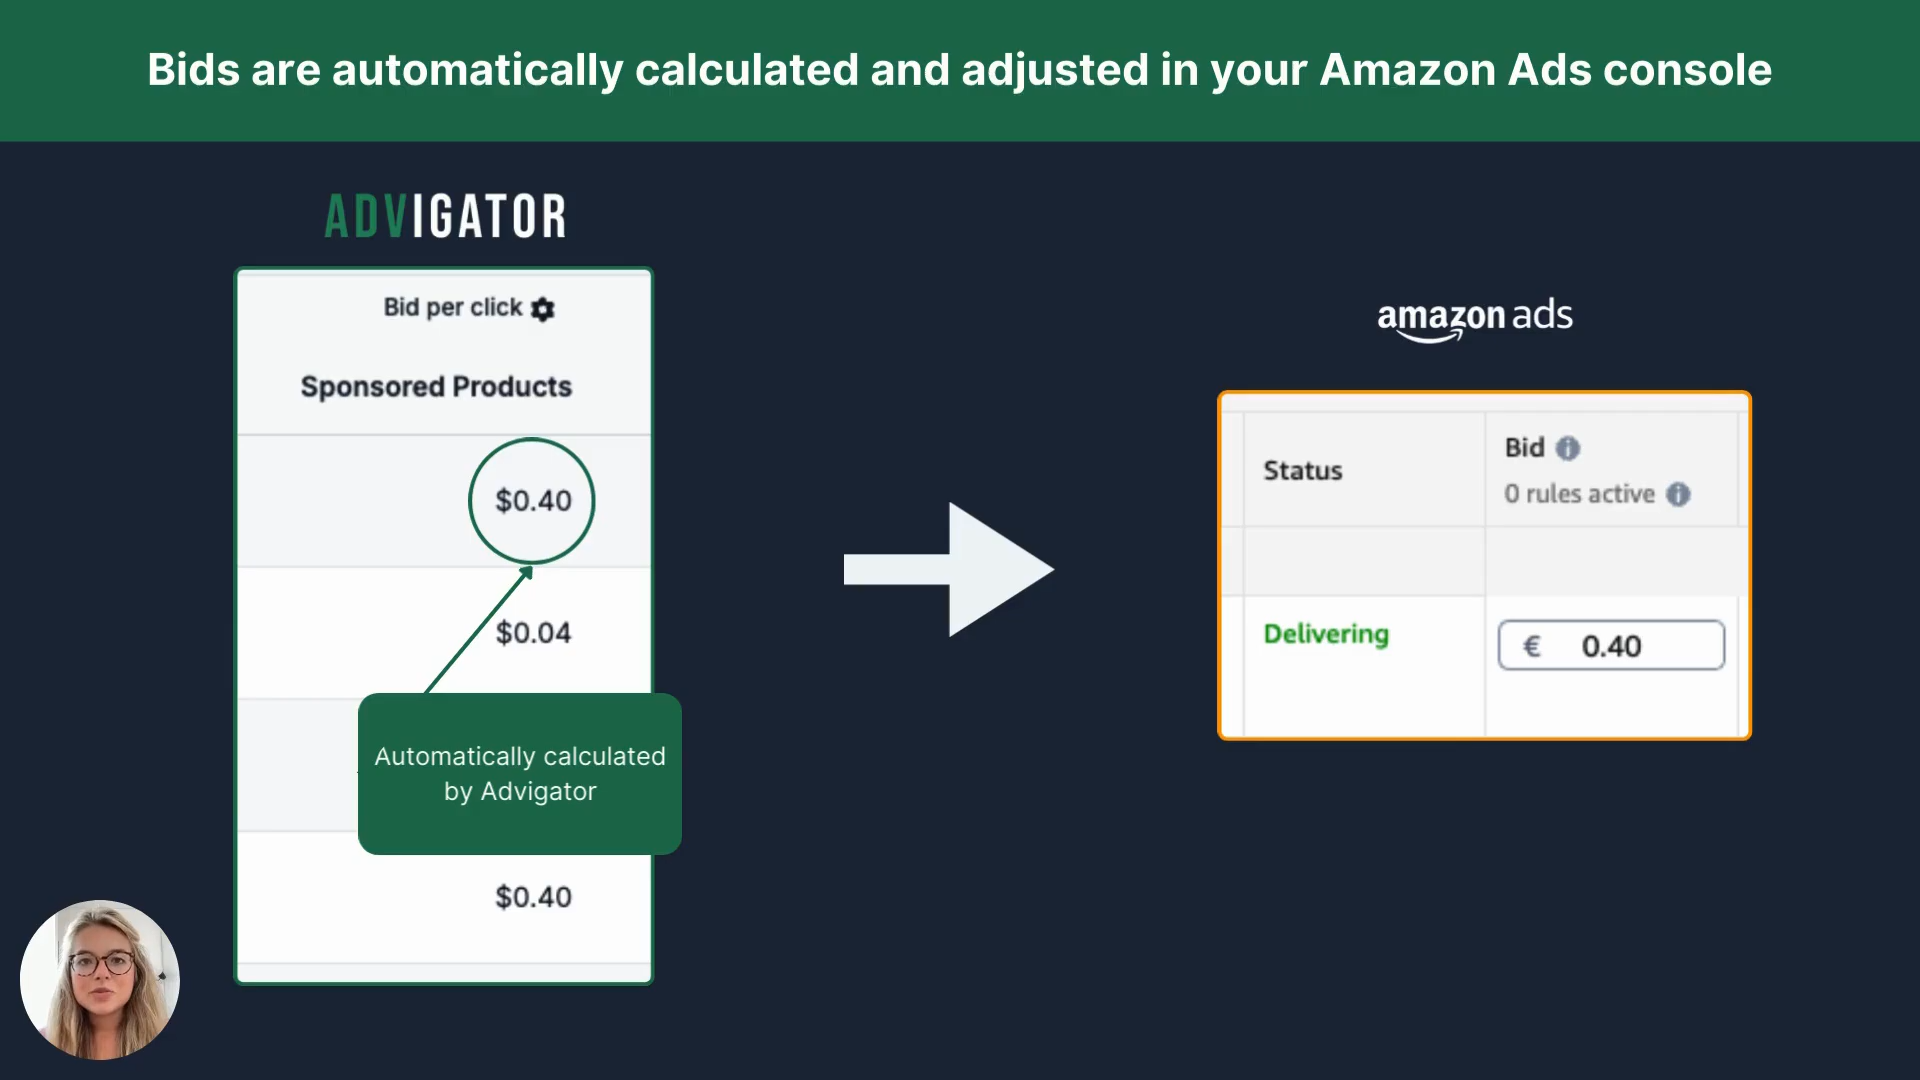 Bids are automatically calculated and adjusted in your Amazon Ads console
ADVIGATOR
Bid per click
Sponsored Products
$0.40
$0.04
Automatically calculated
by Advigator
$0.40
amazon ads
Status
Bid
0 rules active
Delivering
€ 0.40